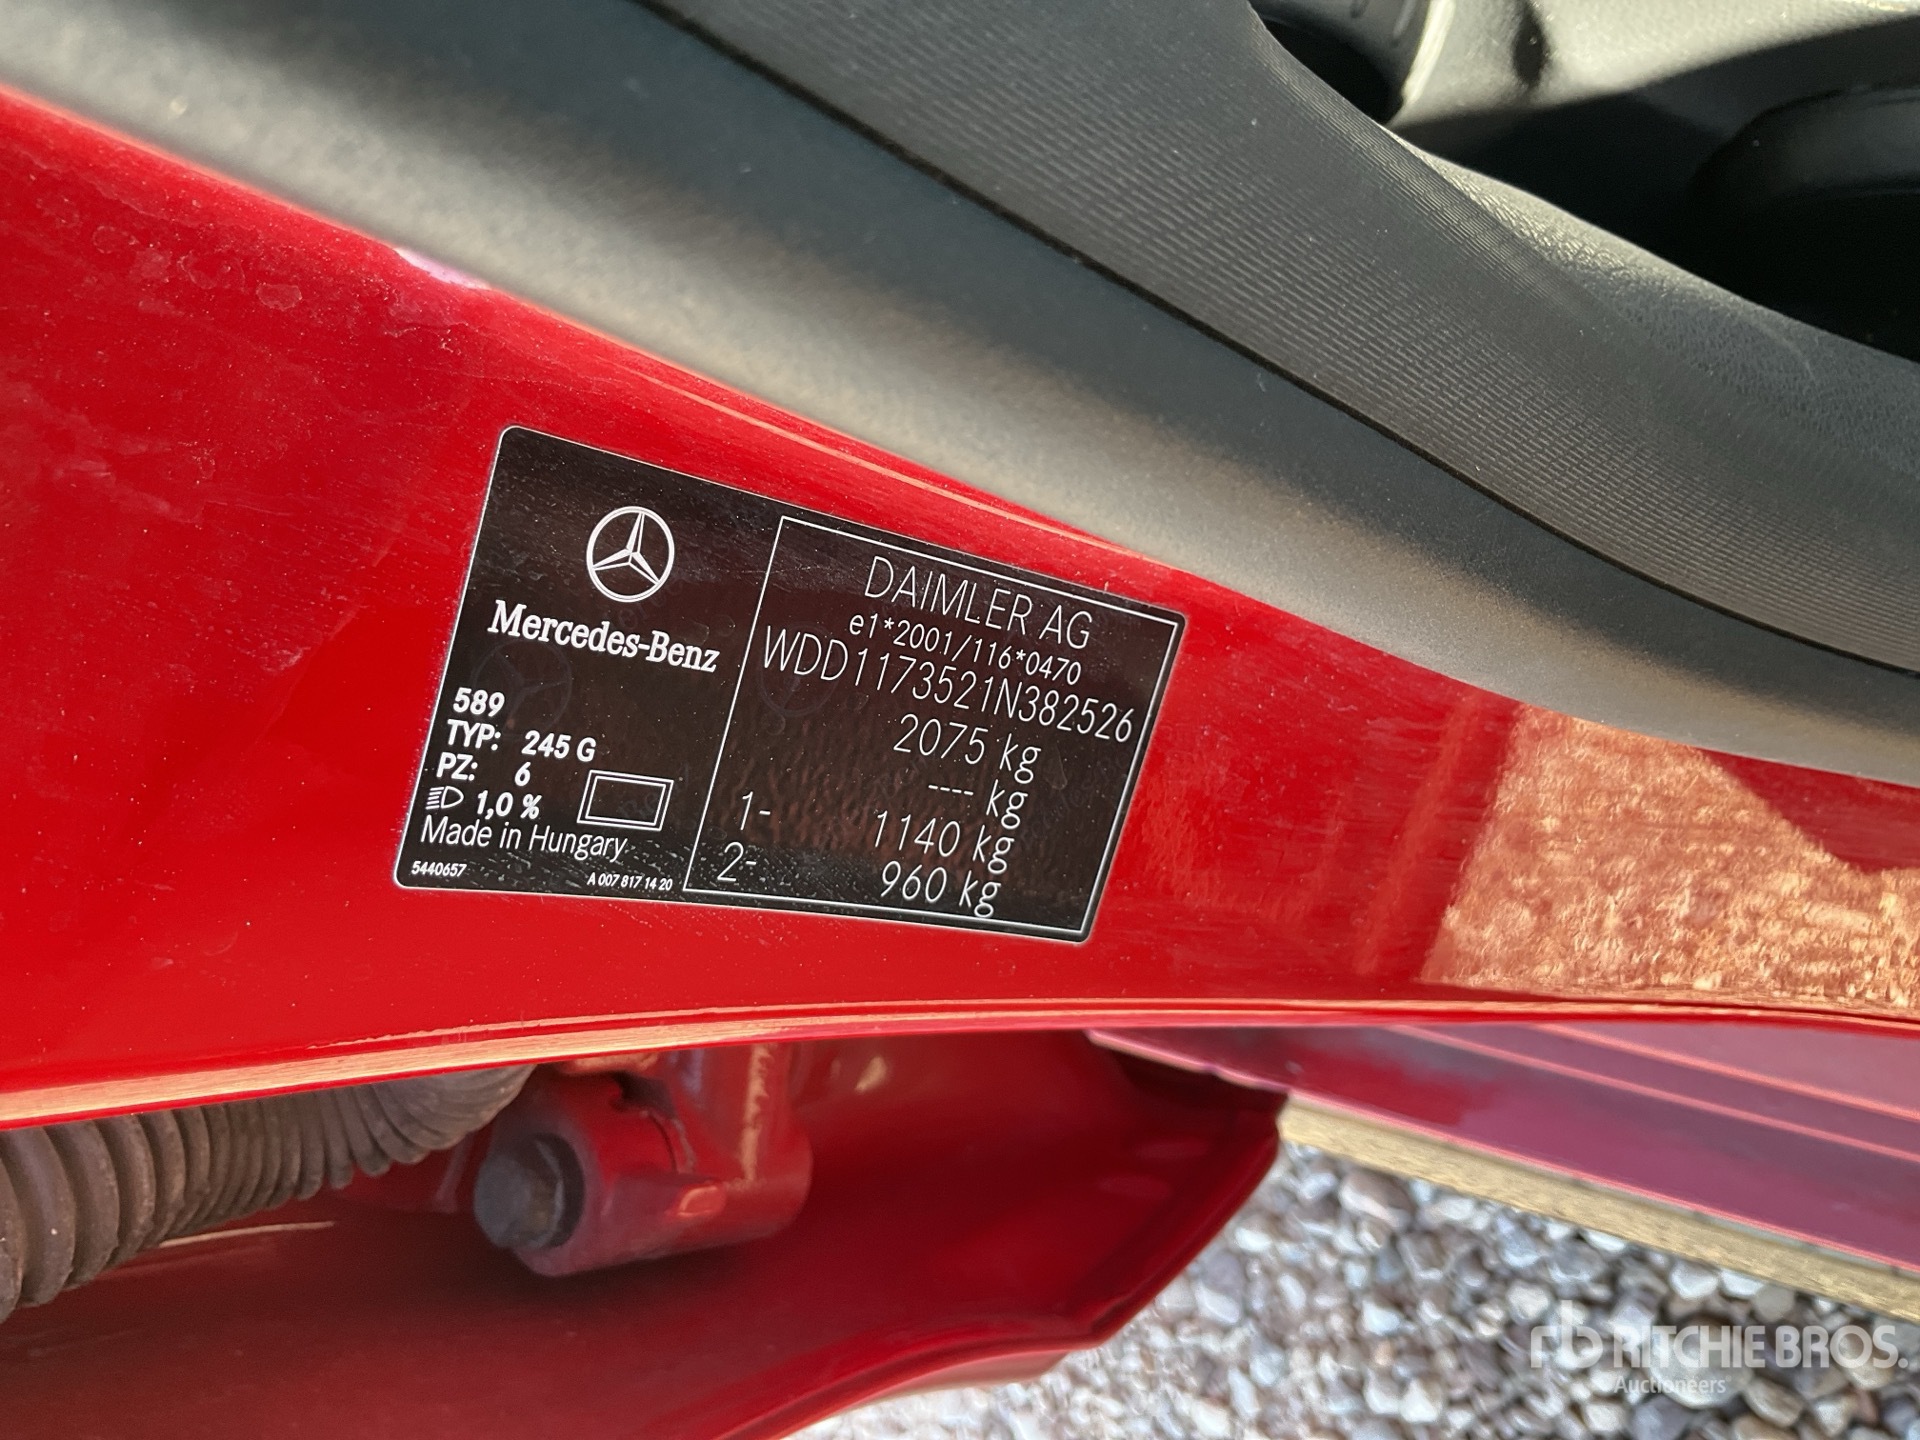 Mercedes-Benz
589
TYP: 245 G
PZ: 6
1,0 %
Made in Hungary
5440657
A 007 817 14 20
DAIMLER AG
e1*2001/116*0470
WDD1173521N382526
2075 kg
---- kg
1- 1140 kg
2- 960 kg
rb RITCHIE BROS.
Auctioneers